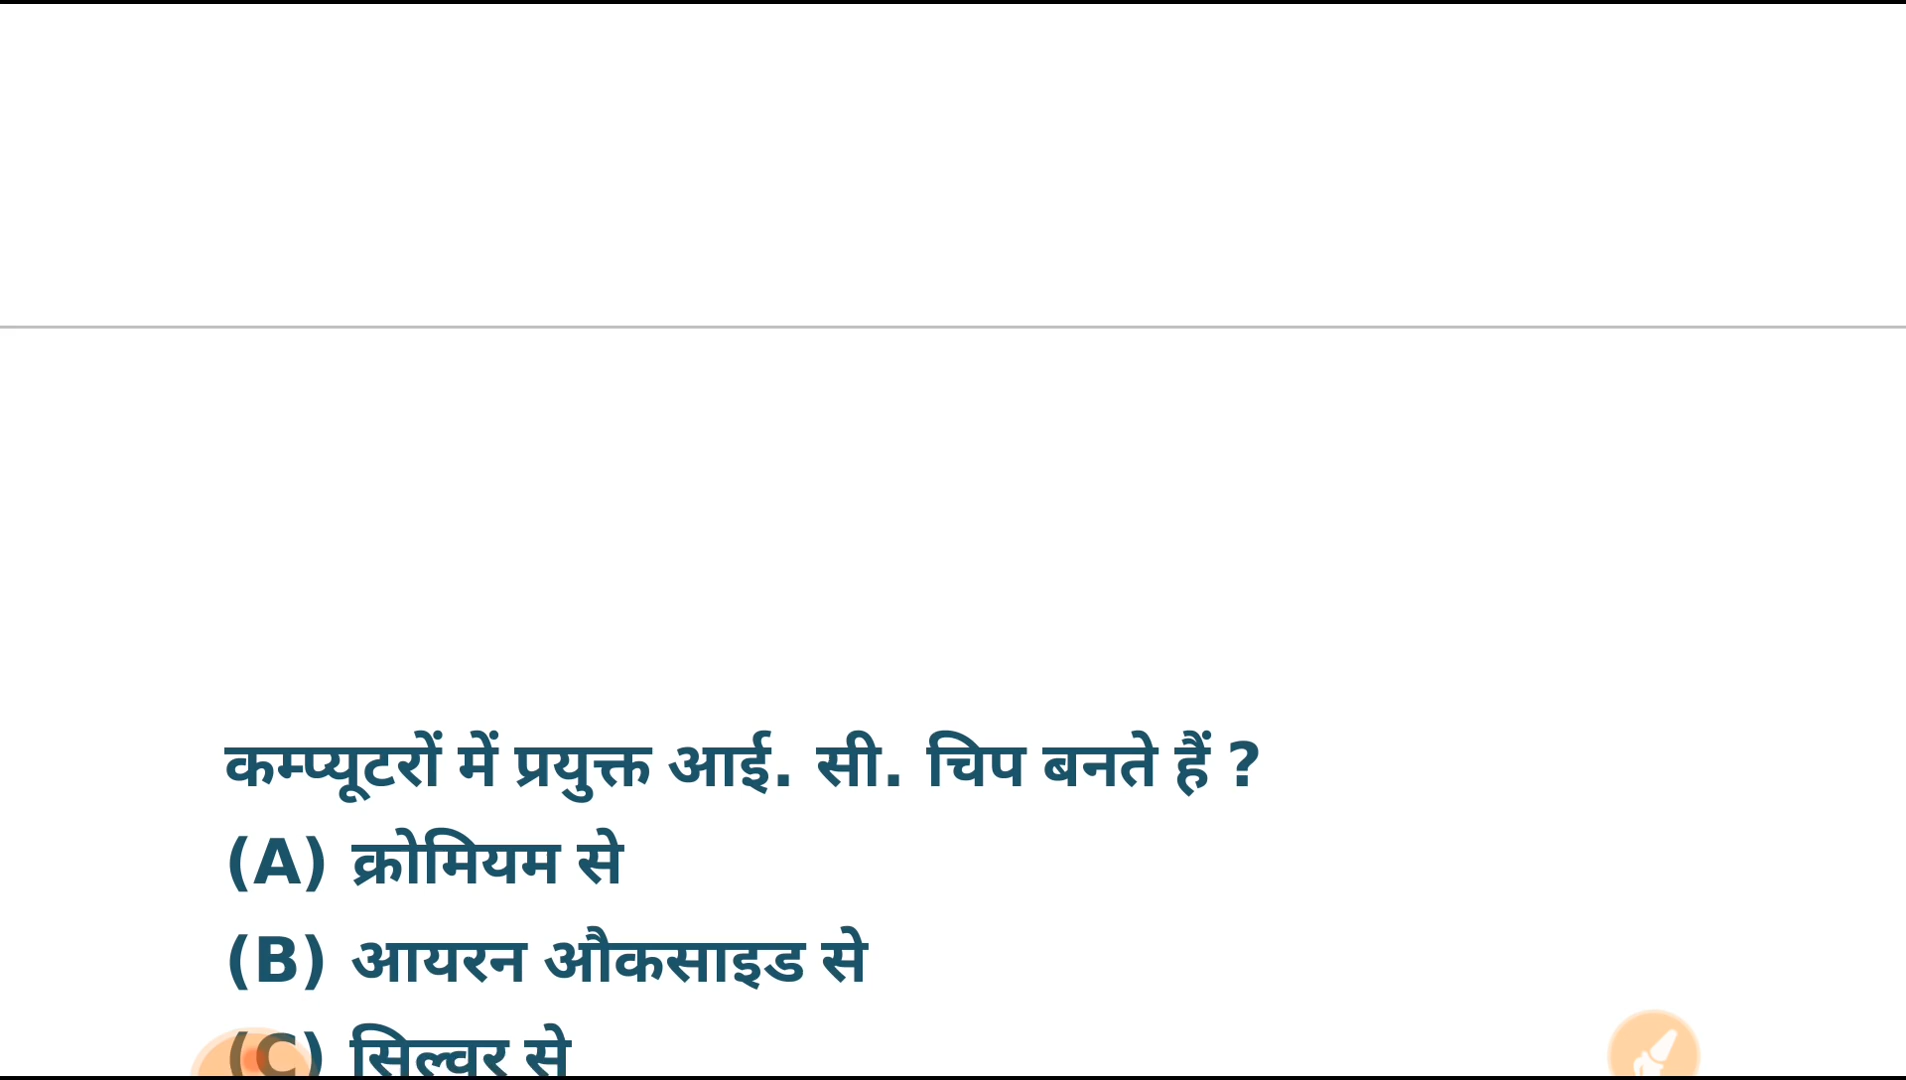 कम्प्यूटरों में प्रयुक्त आई. सी. चिप बनते हैं ?
(A) क्रोमियम से
(B) आयरन औकसाइड से
(C) सिल्वर से